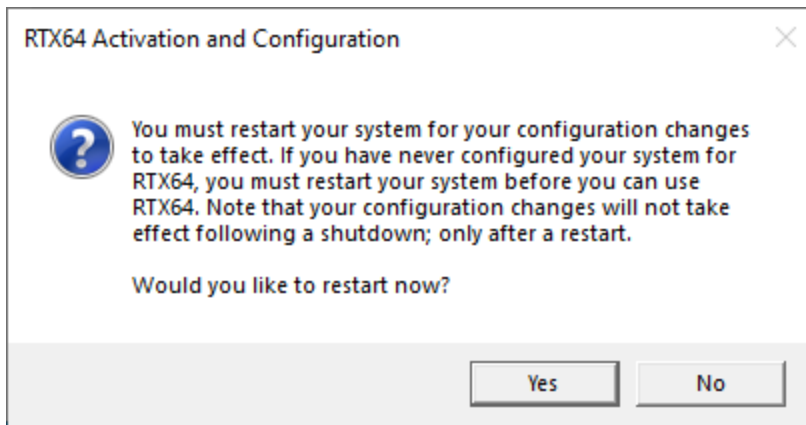 RTX64 Activation and Configuration
You must restart your system for your configuration changes
to take effect. If you have never configured your system for
RTX64, you must restart your system before you can use
RTX64. Note that your configuration changes will not take
effect following a shutdown; only after a restart.
Would you like to restart now?
Yes
No